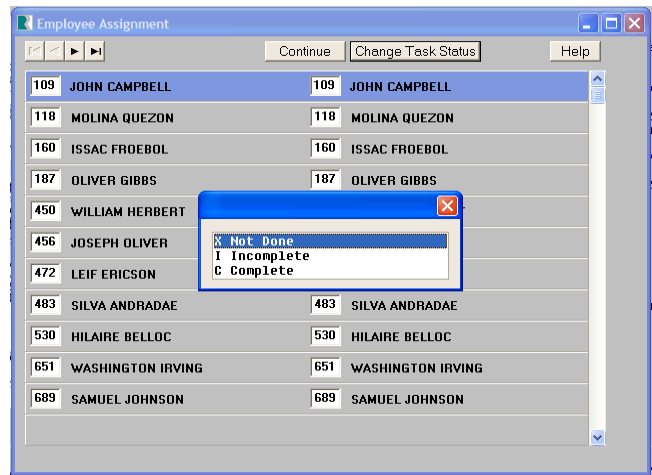 Employee Assignment
Continue Change Task Status Help
109 JOHN CAMPBELL 109 JOHN CAMPBELL
118 MOLINA QUEZON 118 MOLINA QUEZON
160 ISSAC FROEBOL 160 ISSAC FROEBOL
187 OLIVER GIBBS 187 OLIVER GIBBS
450 WILLIAM HERBERT
456 JOSEPH OLIVER
472 LEIF ERICSON
X Not Done
I Incomplete
C Complete
483 SILVA ANDRADAE 483 SILVA ANDRADAE
530 HILAIRE BELLOC 530 HILAIRE BELLOC
651 WASHINGTON IRVING 651 WASHINGTON IRVING
689 SAMUEL JOHNSON 689 SAMUEL JOHNSON